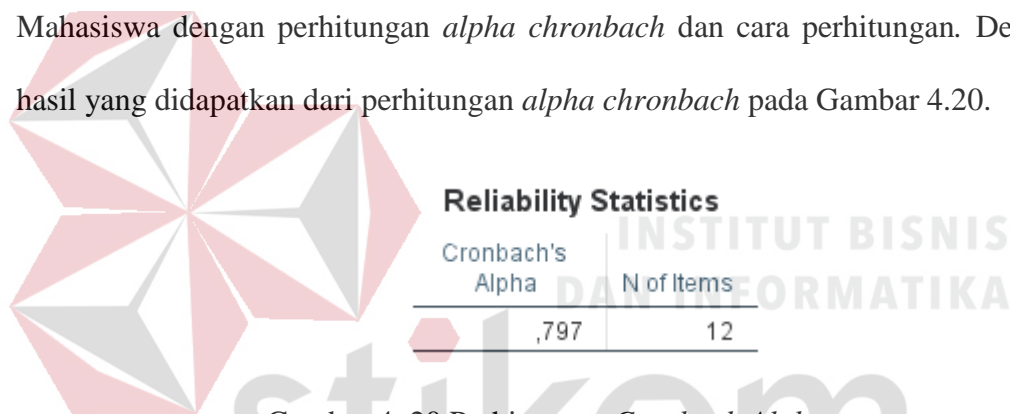 Mahasiswa dengan perhitungan alpha chronbach dan cara perhitungan. De
hasil yang didapatkan dari perhitungan alpha chronbach pada Gambar 4.20.
Reliability Statistics
INSTITUT BISNIS
DAN INFORMATIKA
Cronbach's
Alpha N of Items
,797 12
stikom